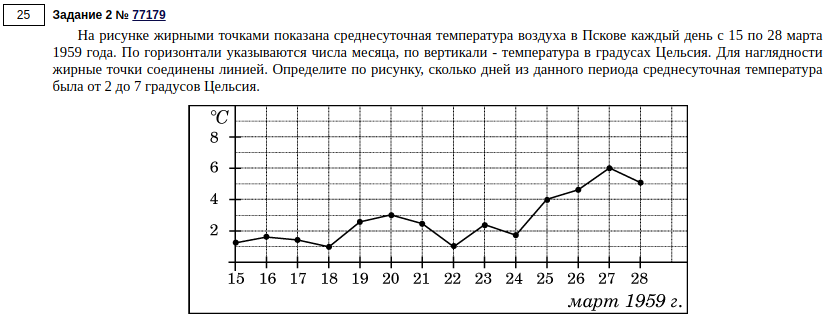 25 Задание 2 № 77179
На рисунке жирными точками показана среднесуточная температура воздуха в Пскове каждый день с 15 по 28 марта
1959 года. По горизонтали указываются числа месяца, по вертикали - температура в градусах Цельсия. Для наглядности
жирные точки соединены линией. Определите по рисунку, сколько дней из данного периода среднесуточная температура
была от 2 до 7 градусов Цельсия.
°C
8
6
4
2
15 16 17 18 19 20 21 22 23 24 25 26 27 28
март 1959 г.